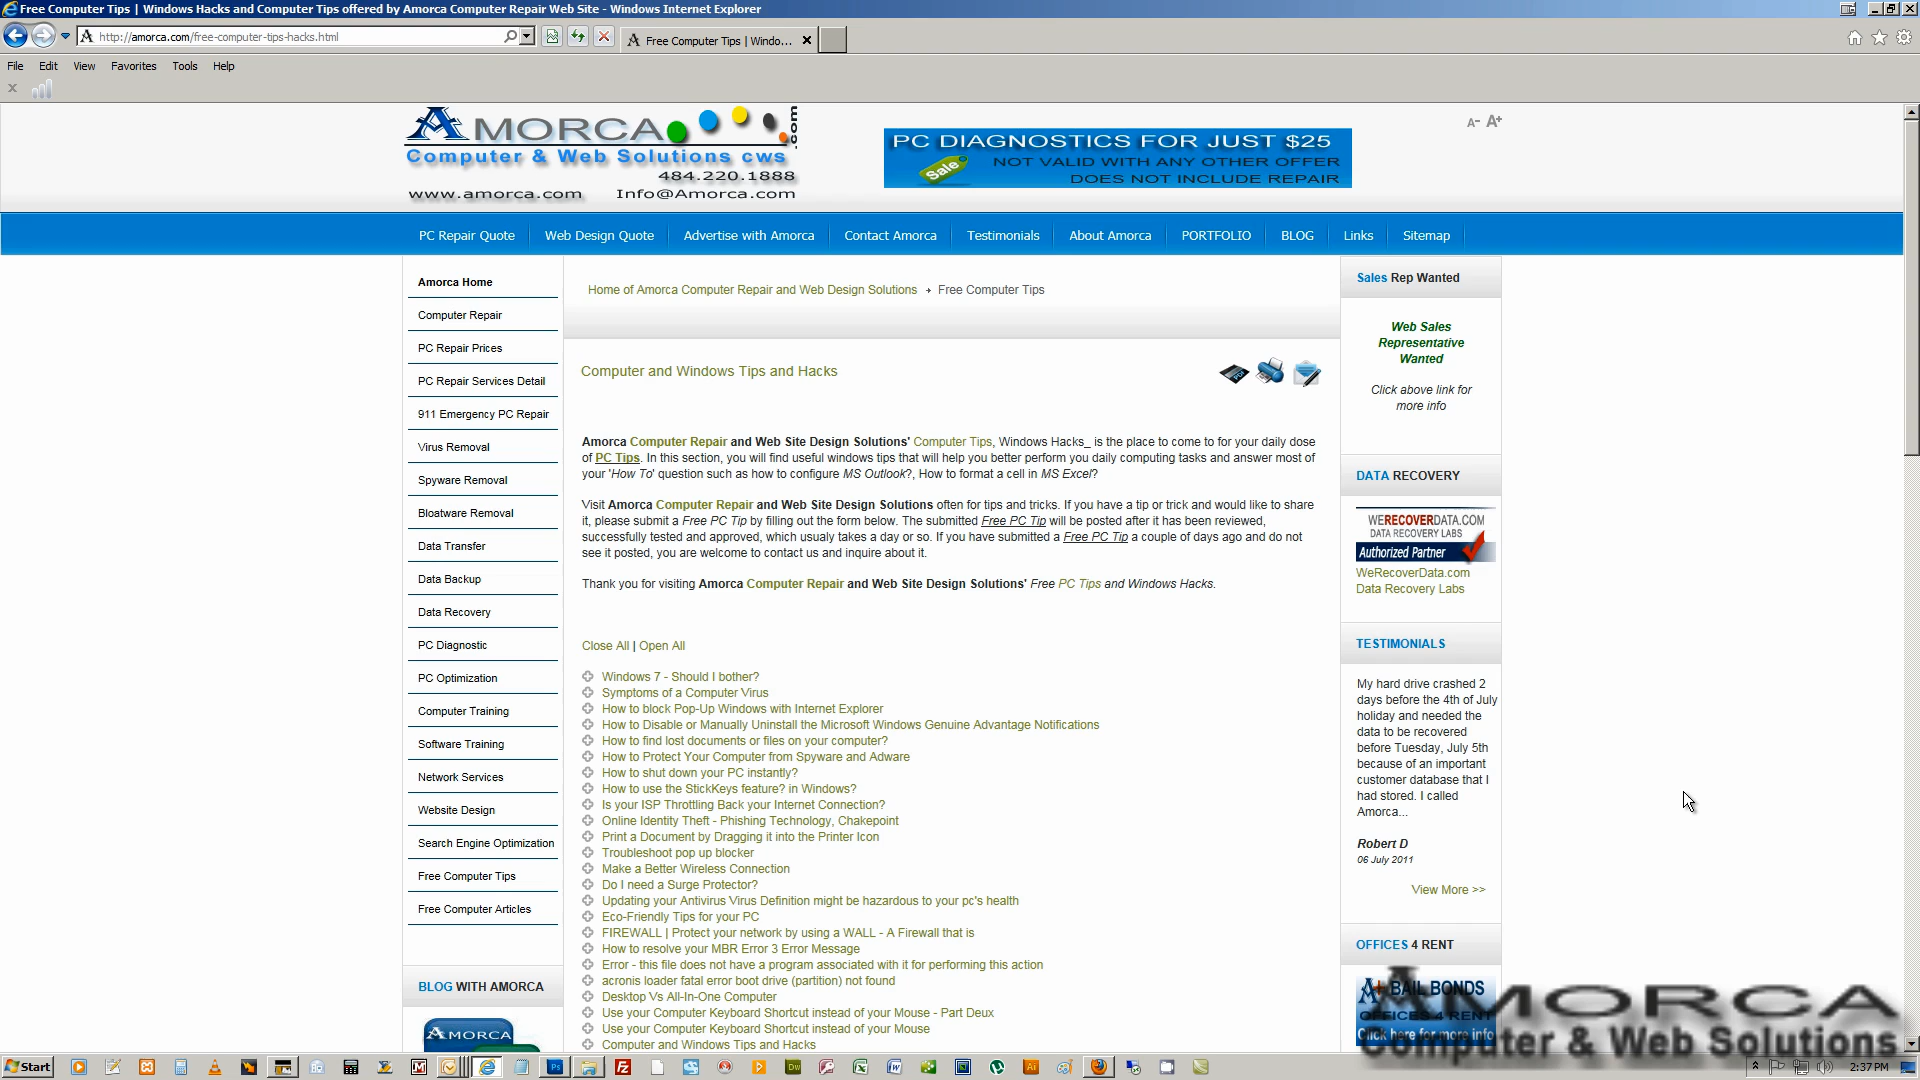 Free Computer Tips | Windows Hacks and Computer Tips offered by Amorca Computer Repair Web Site - Windows Internet Explorer
http://amorca.com/free-computer-tips-hacks.html
Free Computer Tips | Windo...
File Edit View Favorites Tools Help
AMORCA .com
Computer & Web Solutions cws
484.220.1888
www.amorca.com Info@Amorca.com
PC DIAGNOSTICS FOR JUST $25
Sale
NOT VALID WITH ANY OTHER OFFER
DOES NOT INCLUDE REPAIR
A- A+
PC Repair Quote Web Design Quote Advertise with Amorca Contact Amorca Testimonials About Amorca PORTFOLIO BLOG Links Sitemap
Amorca Home
Computer Repair
PC Repair Prices
PC Repair Services Detail
911 Emergency PC Repair
Virus Removal
Spyware Removal
Bloatware Removal
Data Transfer
Data Backup
Data Recovery
PC Diagnostic
PC Optimization
Computer Training
Software Training
Network Services
Website Design
Search Engine Optimization
Free Computer Tips
Free Computer Articles
BLOG WITH AMORCA
AMORCA
Home of Amorca Computer Repair and Web Design Solutions Free Computer Tips
Computer and Windows Tips and Hacks
Amorca Computer Repair and Web Site Design Solutions' Computer Tips, Windows Hacks_ is the place to come to for your daily dose
of PC Tips. In this section, you will find useful windows tips that will help you better perform you daily computing tasks and answer most of
your 'How To' question such as how to configure MS Outlook?, How to format a cell in MS Excel?
Visit Amorca Computer Repair and Web Site Design Solutions often for tips and tricks. If you have a tip or trick and would like to share
it, please submit a Free PC Tip by filling out the form below. The submitted Free PC Tip will be posted after it has been reviewed,
successfully tested and approved, which usualy takes a day or so. If you have submitted a Free PC Tip a couple of days ago and do not
see it posted, you are welcome to contact us and inquire about it.
Thank you for visiting Amorca Computer Repair and Web Site Design Solutions' Free PC Tips and Windows Hacks.
Close All | Open All
Windows 7 - Should I bother?
Symptoms of a Computer Virus
How to block Pop-Up Windows with Internet Explorer
How to Disable or Manually Uninstall the Microsoft Windows Genuine Advantage Notifications
How to find lost documents or files on your computer?
How to Protect Your Computer from Spyware and Adware
How to shut down your PC instantly?
How to use the StickKeys feature? in Windows?
Is your ISP Throttling Back your Internet Connection?
Online Identity Theft - Phishing Technology, Chakepoint
Print a Document by Dragging it into the Printer Icon
Troubleshoot pop up blocker
Make a Better Wireless Connection
Do I need a Surge Protector?
Updating your Antivirus Virus Definition might be hazardous to your pc's health
Eco-Friendly Tips for your PC
FIREWALL | Protect your network by using a WALL - A Firewall that is
How to resolve your MBR Error 3 Error Message
Error - this file does not have a program associated with it for performing this action
acronis loader fatal error boot drive (partition) not found
Desktop Vs All-In-One Computer
Use your Computer Keyboard Shortcut instead of your Mouse - Part Deux
Use your Computer Keyboard Shortcut instead of your Mouse
Computer and Windows Tips and Hacks
Sales Rep Wanted
Web Sales
Representative
Wanted
Click above link for
more info
DATA RECOVERY
WERECOVERDATA.COM
DATA RECOVERY LABS
Authorized Partner
WeRecoverData.com
Data Recovery Labs
TESTIMONIALS
My hard drive crashed 2
days before the 4th of July
holiday and needed the
data to be recovered
before Tuesday, July 5th
because of an important
customer database that I
had stored. I called
Amorca...
Robert D
06 July 2011
View More >>
OFFICES 4 RENT
A+ BAIL BONDS
OFFICES 4 RENT
Click here for more info
AMORCA
Computer & Web Solutions
Start
2:37 PM